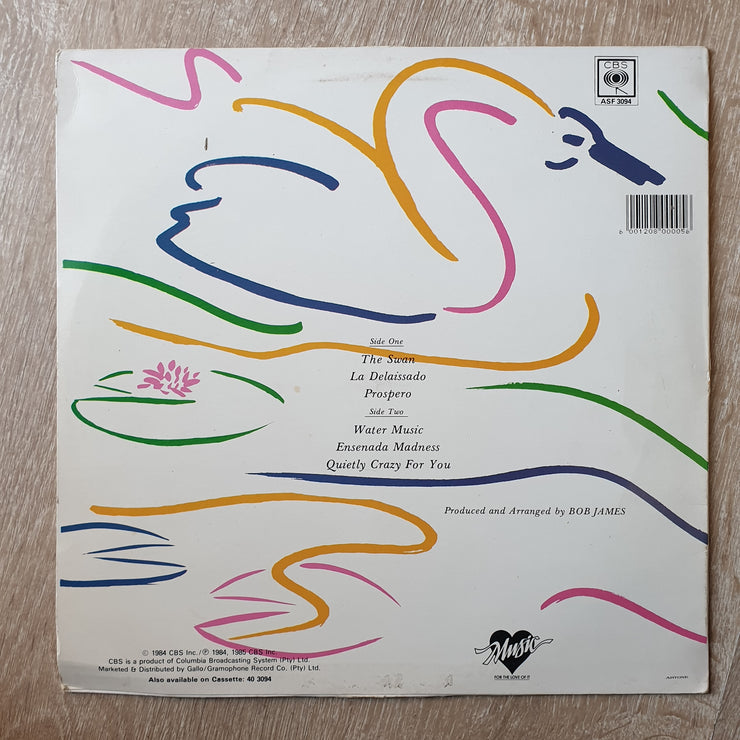 CBS
ASF 3094
6 001208 000056
Side One
The Swan
La Delaissado
Prospero
Side Two
Water Music
Ensenada Madness
Quietly Crazy For You
Produced and Arranged by BOB JAMES
© 1984 CBS Inc./℗ 1984, 1985 CBS Inc.
CBS is a product of Columbia Broadcasting System (Pty) Ltd.
Marketed & Distributed by Gallo/Gramophone Record Co. (Pty) Ltd.
Also available on Cassette: 40 3094
Music
FOR THE LOVE OF IT